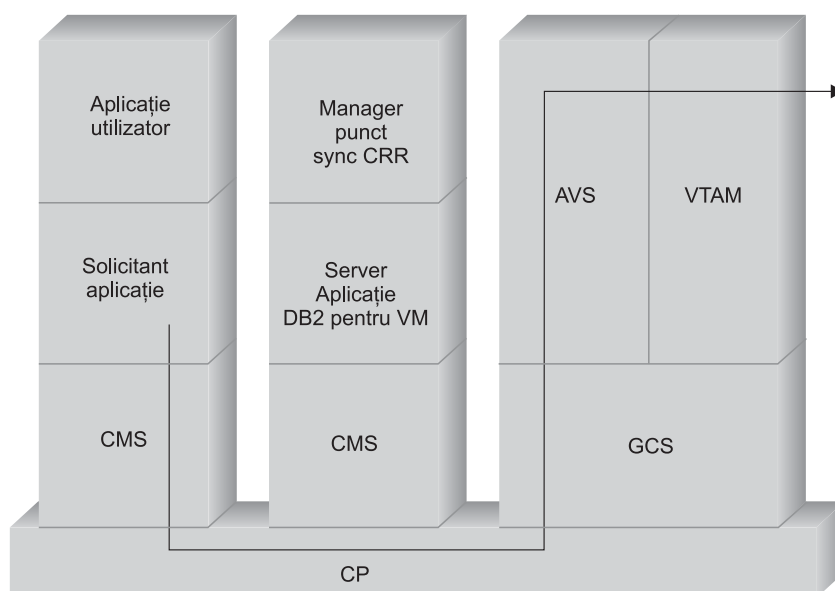 Aplicație
utilizator
Solicitant
aplicație
CMS
Manager
punct
sync CRR
Server
Aplicație
DB2 pentru VM
CMS
AVS
VTAM
GCS
CP